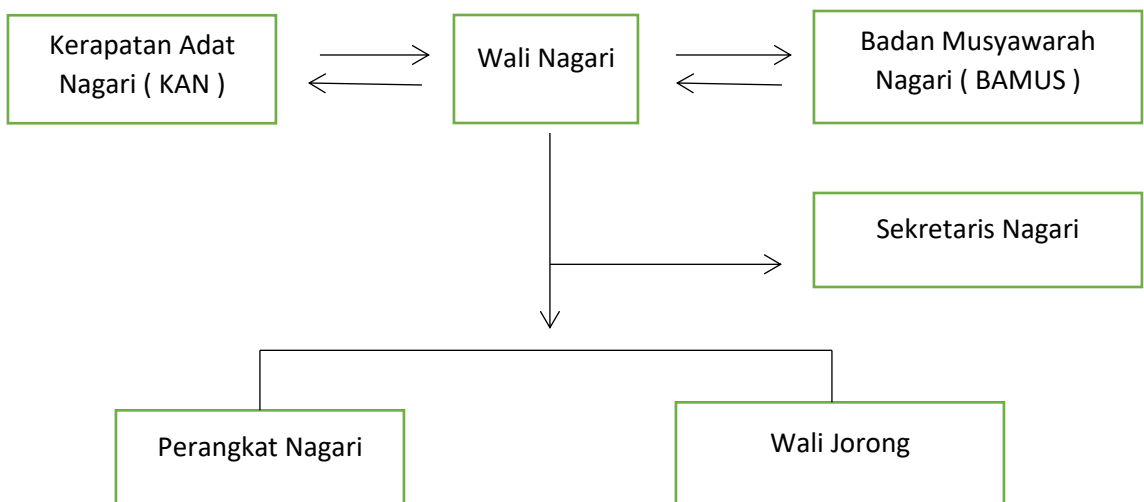 Kerapatan Adat
Nagari ( KAN )
Wali Nagari
Badan Musyawarah
Nagari ( BAMUS )
Sekretaris Nagari
Perangkat Nagari
Wali Jorong